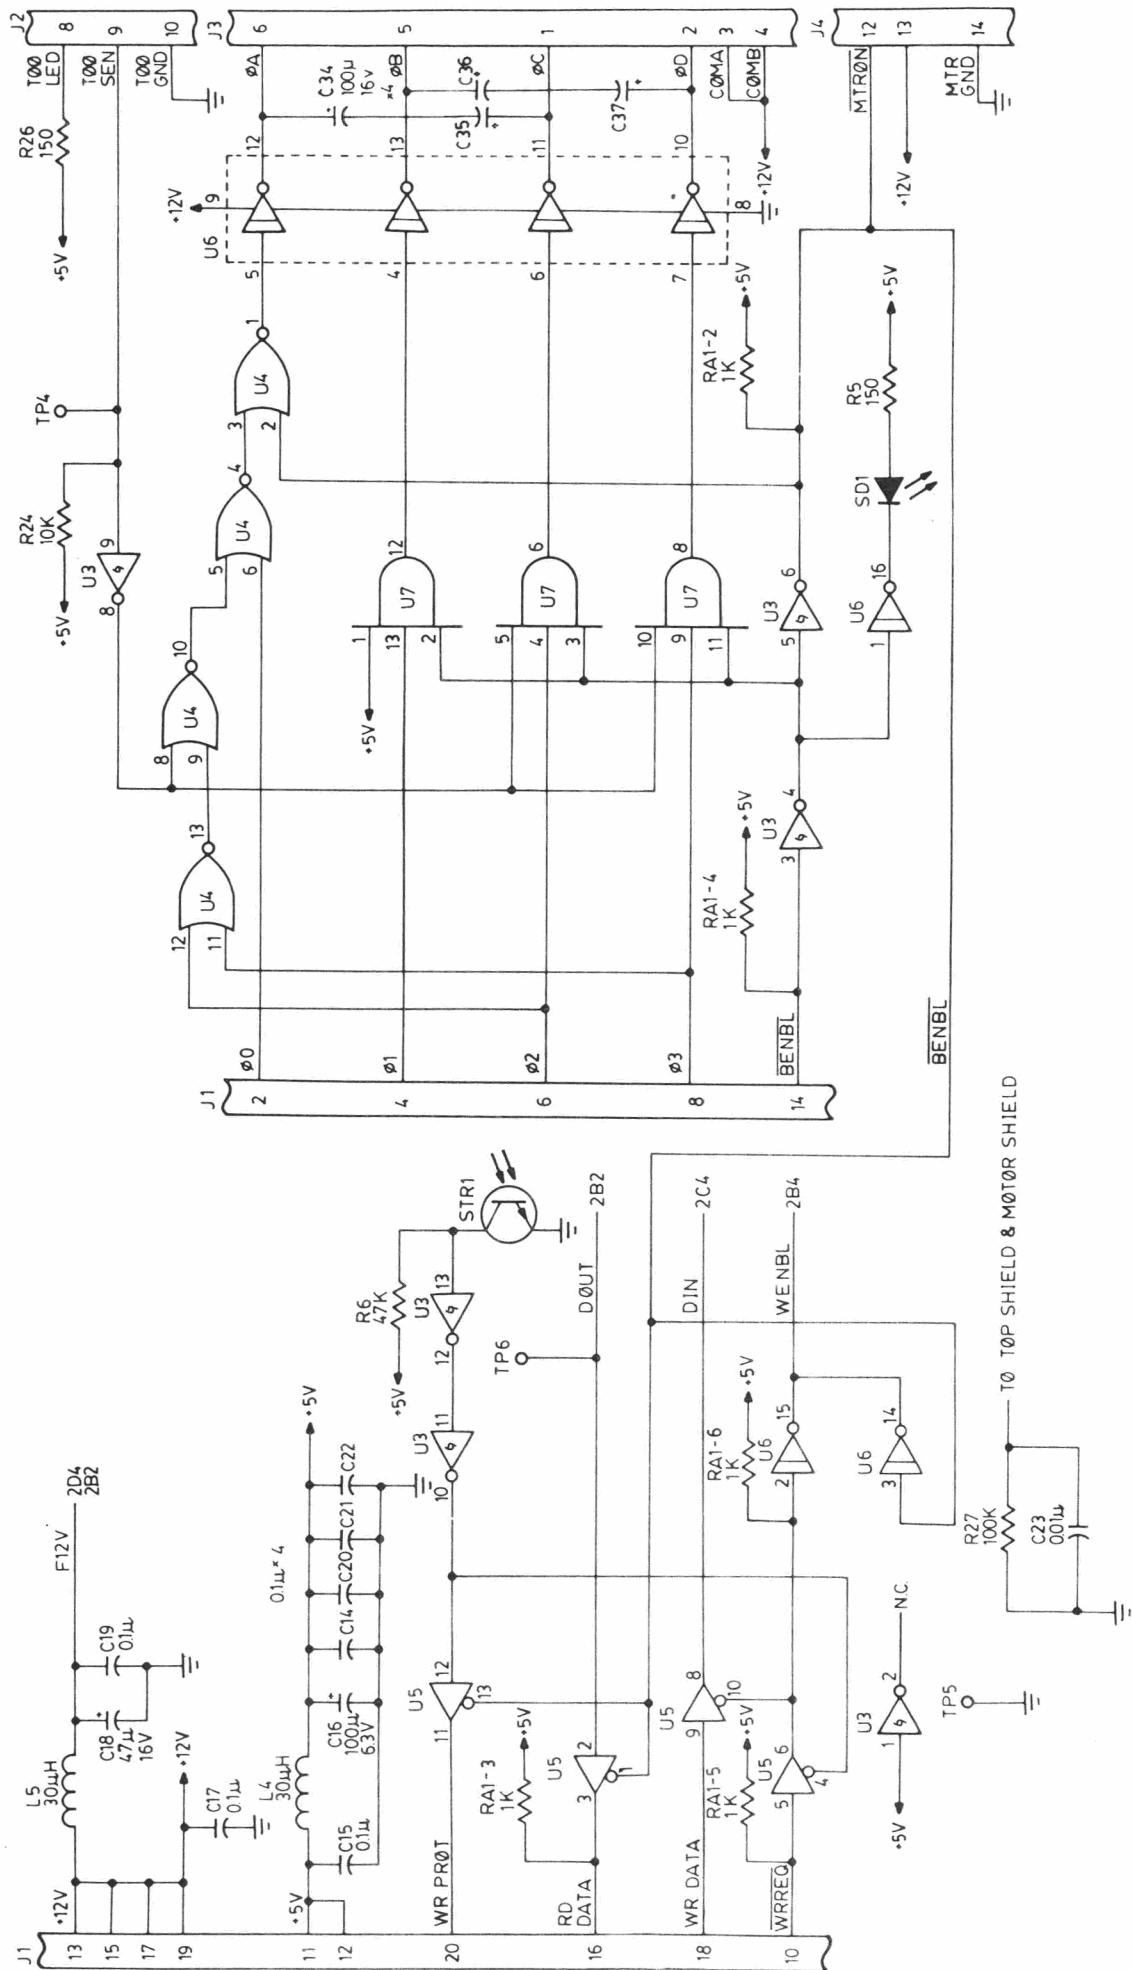 J2
8
9
10
T00
LED
T00
SEN
T00
GND
R26
150
+5V
TP4
R24
10K
+5V
U3
9
8
J3
6
5
1
2
3
4
ØA
ØB
ØC
ØD
COMA
COMB
C34
100µ
16V
×4
C36
C35
C37
12
13
11
10
+12V
9
U6
8
+12V
5
4
6
7
J4
12
13
14
MTRØN
MTR
GND
+12V
1
U4
3
2
4
U4
5
6
10
U4
8
9
13
U4
12
11
12
U7
1
13
2
+5V
6
U7
5
4
3
8
U7
10
9
11
RA1-2
1K
+5V
R5
150
+5V
SD1
6
U3
5
16
U6
1
4
U3
3
RA1-4
1K
+5V
J1
2
4
6
8
14
Ø0
Ø1
Ø2
Ø3
BENBL
BENBL
F12V
2D4
2B2
L5
30µH
C18
47µ
16V
C19
0.1µ
+12V
C17
0.1µ
L4
30µH
C15
0.1µ
C16
100µ
6.3V
0.1µ×4
C14
C20
C21
C22
+5V
R6
47K
+5V
STR1
13
U3
12
11
U3
10
TP6
DØUT
2B2
DIN
2C4
WENBL
2B4
U5
12
13
11
RA1-3
1K
+5V
U5
2
1
3
U5
8
10
9
RA1-5
1K
+5V
U5
6
4
5
RA1-6
1K
+5V
U6
15
2
U6
14
3
U3
1
2
N.C.
+5V
TP5
R27
100K
C23
0.01µ
TØ TØP SHIELD & MØTØR SHIELD
J1
13
15
17
19
11
12
20
16
18
10
+12V
+5V
WR PRØT
RD
DATA
WR DATA
WRREQ